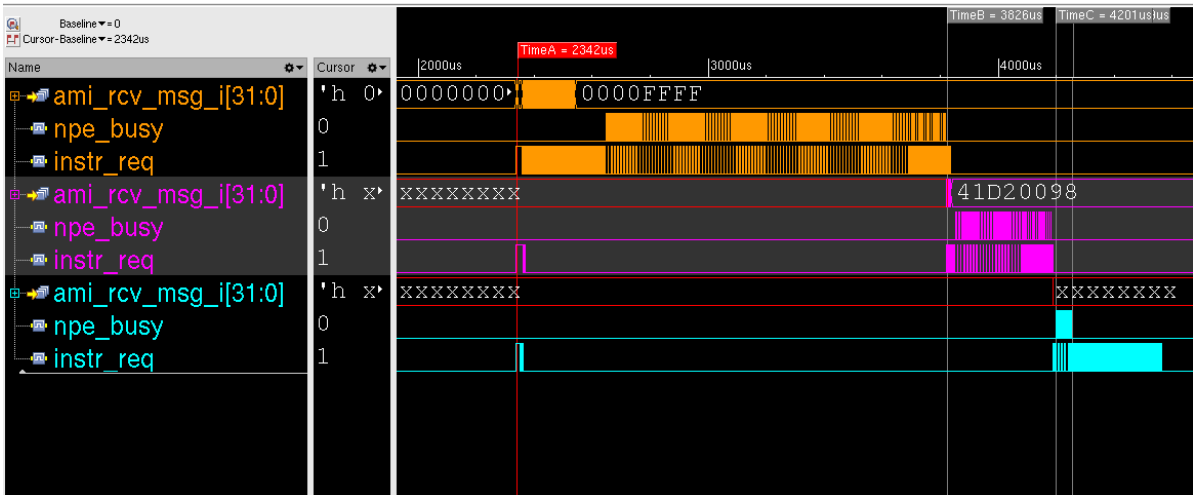 Baseline▼= 0
Cursor-Baseline▼= 2342us
TimeB = 3826us
TimeC = 4201us
TimeA = 2342us
Name
Cursor
2000us
3000us
4000us
ami_rcv_msg_i[31:0]
'h 0
0000000
0000FFFF
npe_busy
0
instr_req
1
ami_rcv_msg_i[31:0]
'h x
XXXXXXXX
41D20098
npe_busy
0
instr_req
1
ami_rcv_msg_i[31:0]
'h x
XXXXXXXX
XXXXXXXX
npe_busy
0
instr_req
1